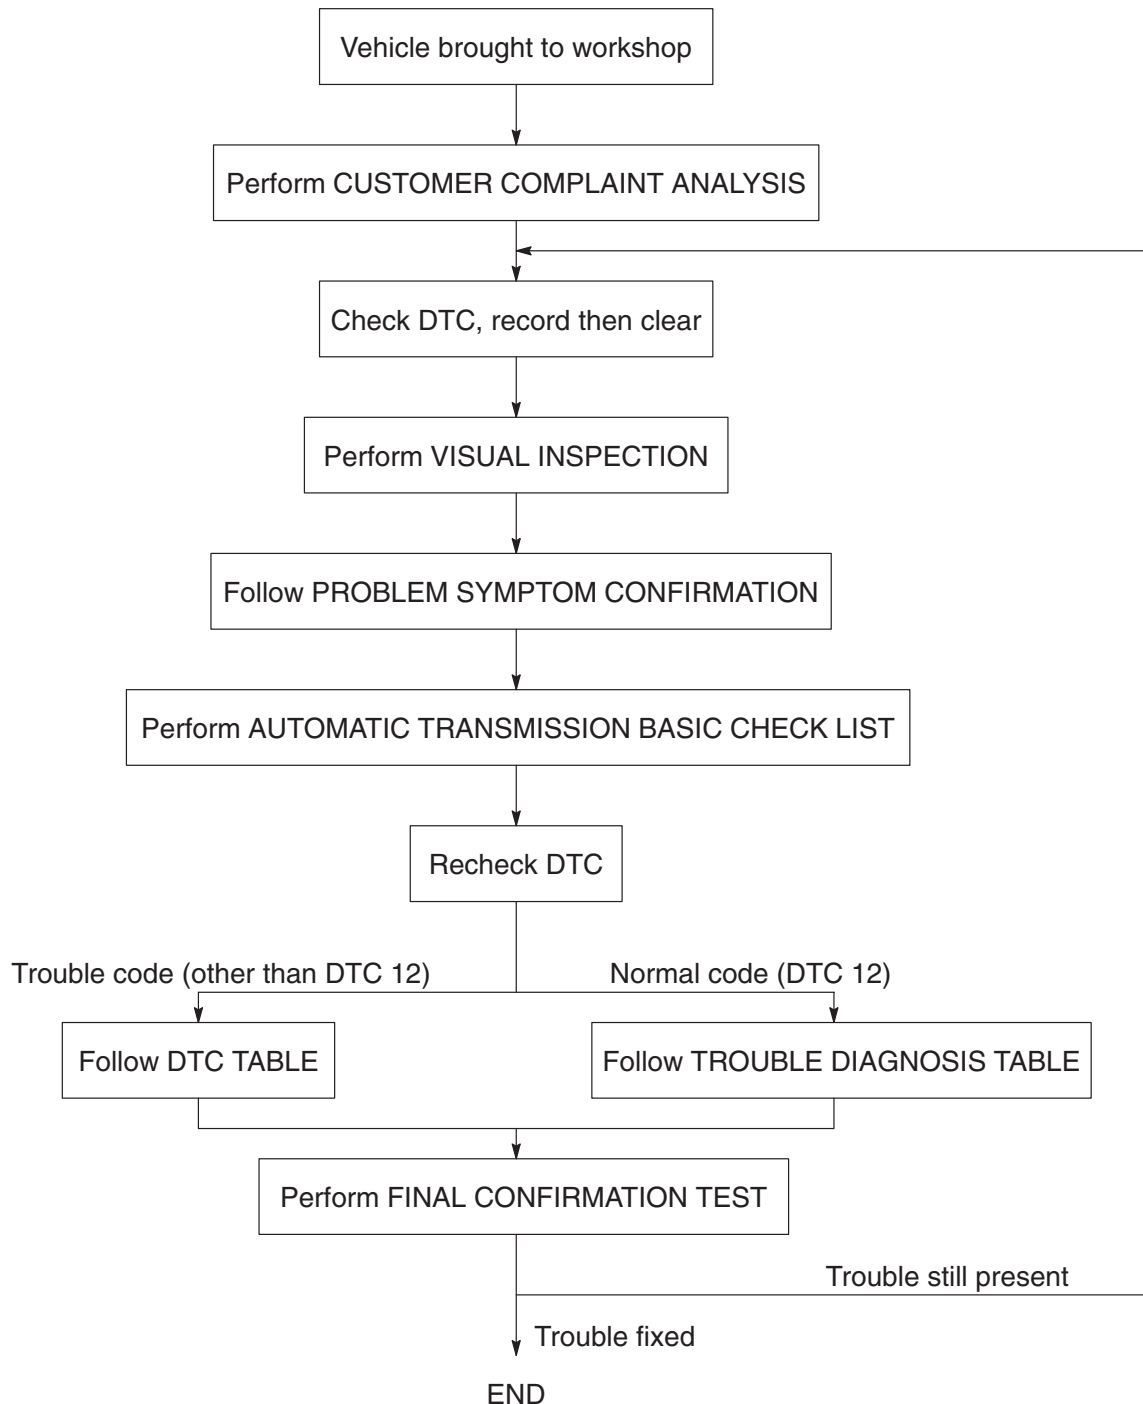 Vehicle brought to workshop
Perform CUSTOMER COMPLAINT ANALYSIS
Check DTC, record then clear
Perform VISUAL INSPECTION
Follow PROBLEM SYMPTOM CONFIRMATION
Perform AUTOMATIC TRANSMISSION BASIC CHECK LIST
Recheck DTC
Trouble code (other than DTC 12)
Normal code (DTC 12)
Follow DTC TABLE
Follow TROUBLE DIAGNOSIS TABLE
Perform FINAL CONFIRMATION TEST
Trouble still present
Trouble fixed
END